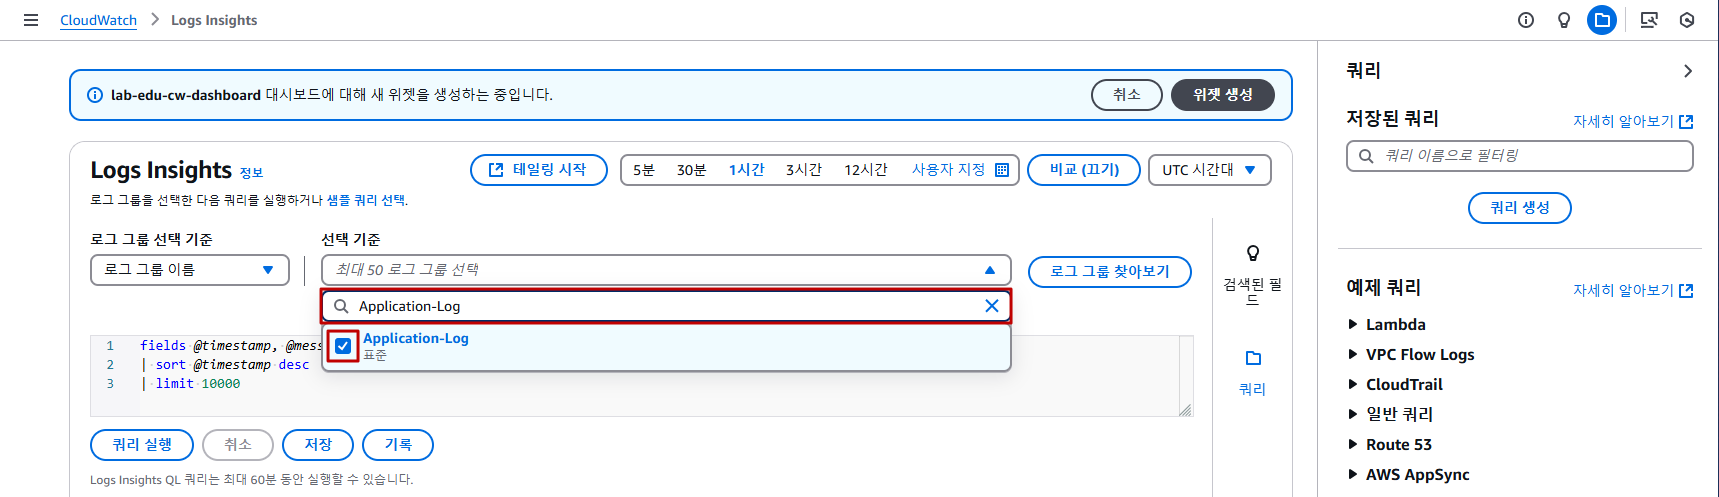 CloudWatch > Logs Insights
lab-edu-cw-dashboard 대시보드에 대해 새 위젯을 생성하는 중입니다.
취소
위젯 생성
Logs Insights 정보
테일링 시작
5분 30분 1시간 3시간 12시간 사용자 지정
비교 (끄기)
UTC 시간대
로그 그룹을 선택한 다음 쿼리를 실행하거나 샘플 쿼리 선택.
로그 그룹 선택 기준
로그 그룹 이름
선택 기준
최대 50 로그 그룹 선택
로그 그룹 찾아보기
Application-Log
Application-Log
표준
1 fields @timestamp, @mess
2 | sort @timestamp desc
3 | limit 10000
쿼리 실행
취소
저장
기록
Logs Insights QL 쿼리는 최대 60분 동안 실행할 수 있습니다.
검색된 필
드
쿼리
쿼리
저장된 쿼리
자세히 알아보기
쿼리 이름으로 필터링
쿼리 생성
예제 쿼리
자세히 알아보기
Lambda
VPC Flow Logs
CloudTrail
일반 쿼리
Route 53
AWS AppSync